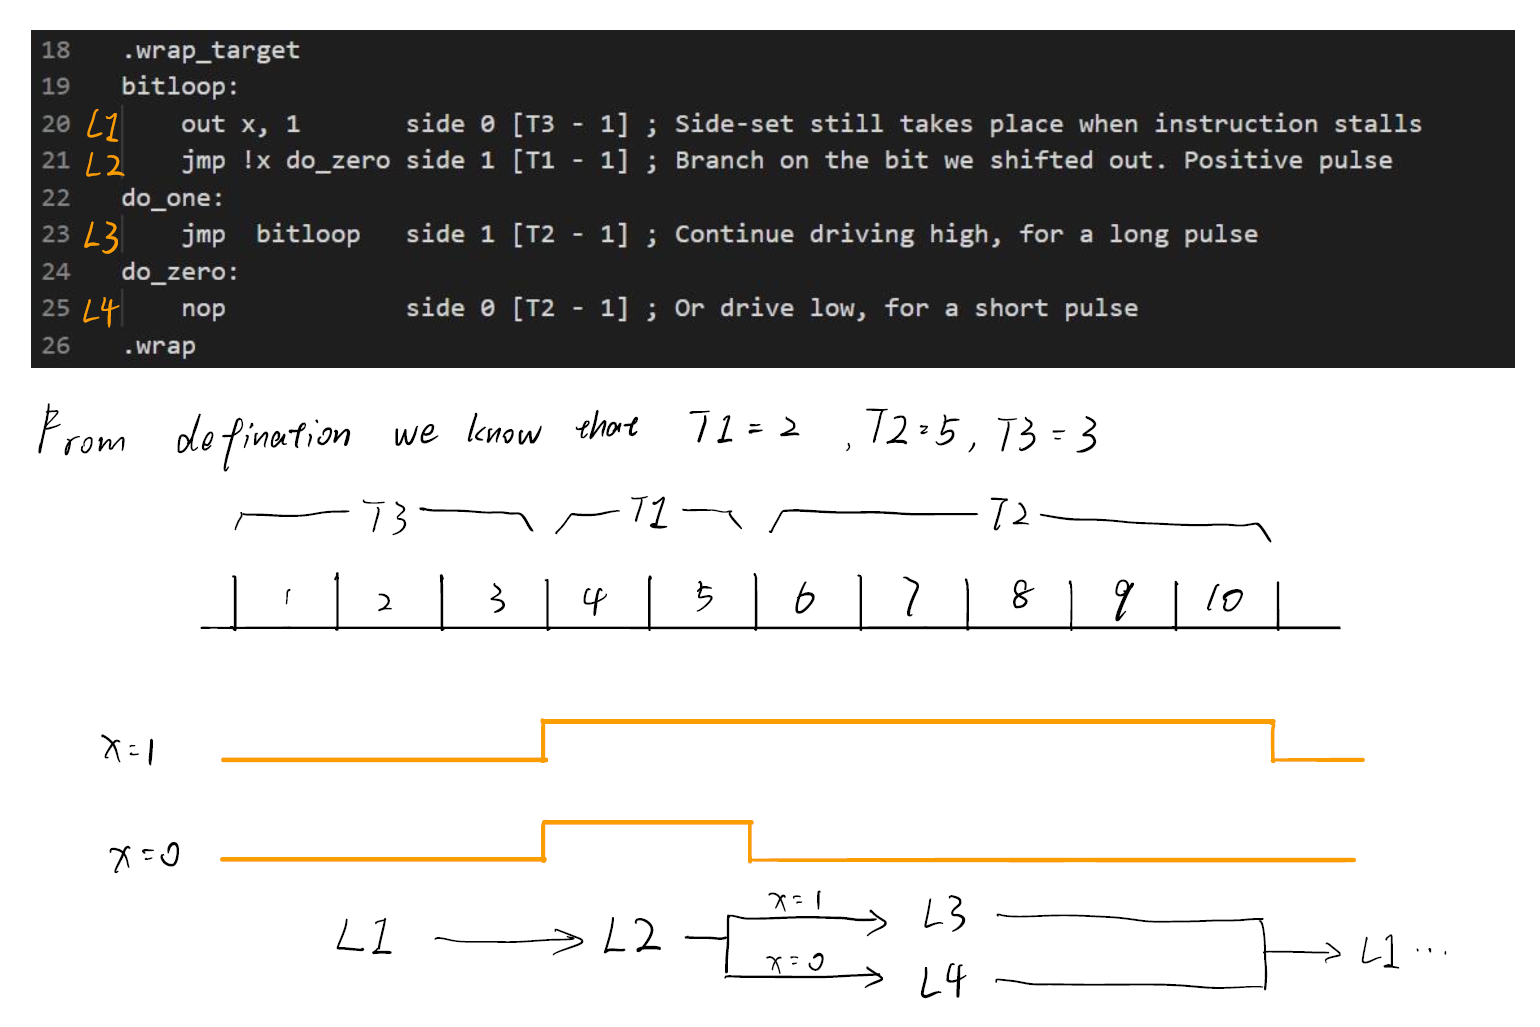 18 .wrap_target
19 bitloop:
20 L1 out x, 1 side 0 [T3 - 1] ; Side-set still takes place when instruction stalls
21 L2 jmp !x do_zero side 1 [T1 - 1] ; Branch on the bit we shifted out. Positive pulse
22 do_one:
23 L3 jmp bitloop side 1 [T2 - 1] ; Continue driving high, for a long pulse
24 do_zero:
25 L4 nop side 0 [T2 - 1] ; Or drive low, for a short pulse
26 .wrap
From defination we know that T1 = 2 , T2 = 5, T3 = 3
T3 T1 T2
1 2 3 4 5 6 7 8 9 10
x=1
x=0
x=1
L1 L2 L3
x=0
L4 L1 ...